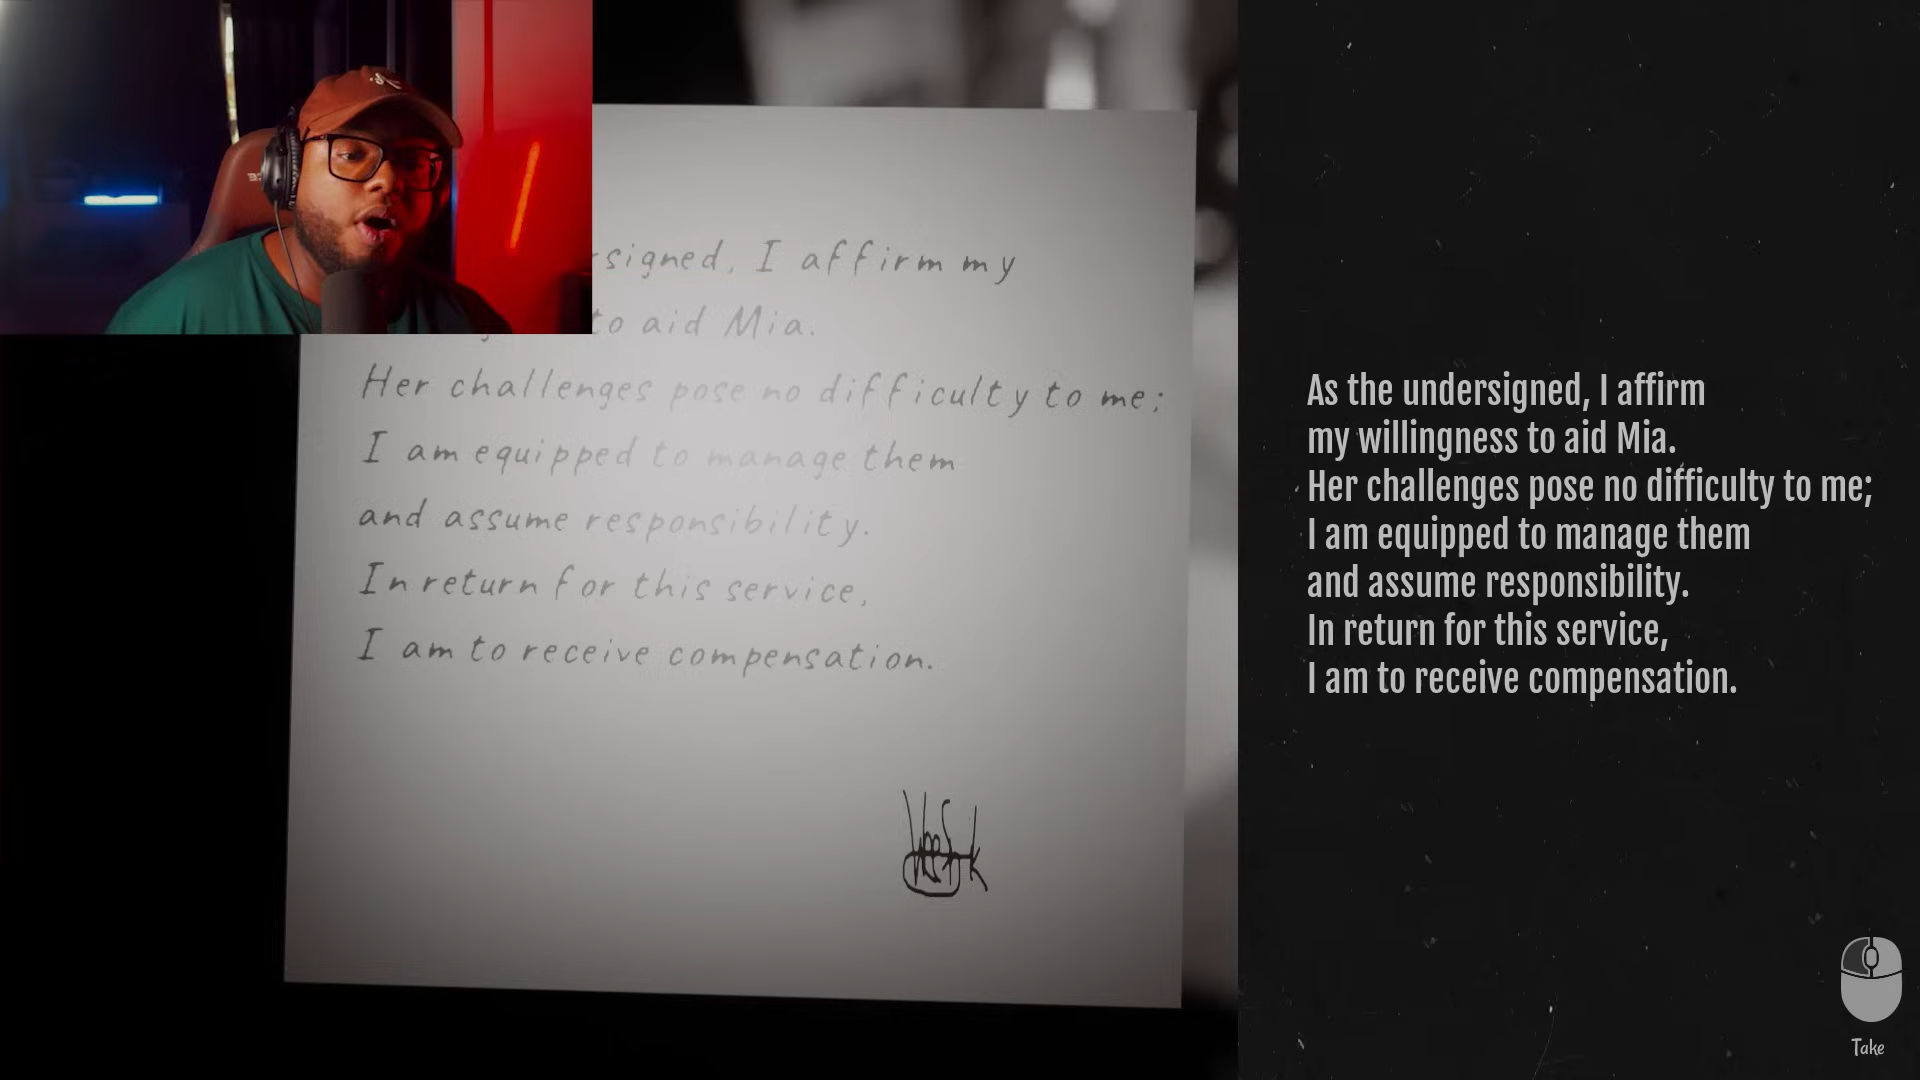 rsigned, I affirm my
to aid Mia.
Her challenges pose no difficulty to me;
I am equipped to manage them
and assume responsibility.
In return for this service,
I am to receive compensation.
As the undersigned, I affirm
my willingness to aid Mia.
Her challenges pose no difficulty to me;
I am equipped to manage them
and assume responsibility.
In return for this service,
I am to receive compensation.
Take